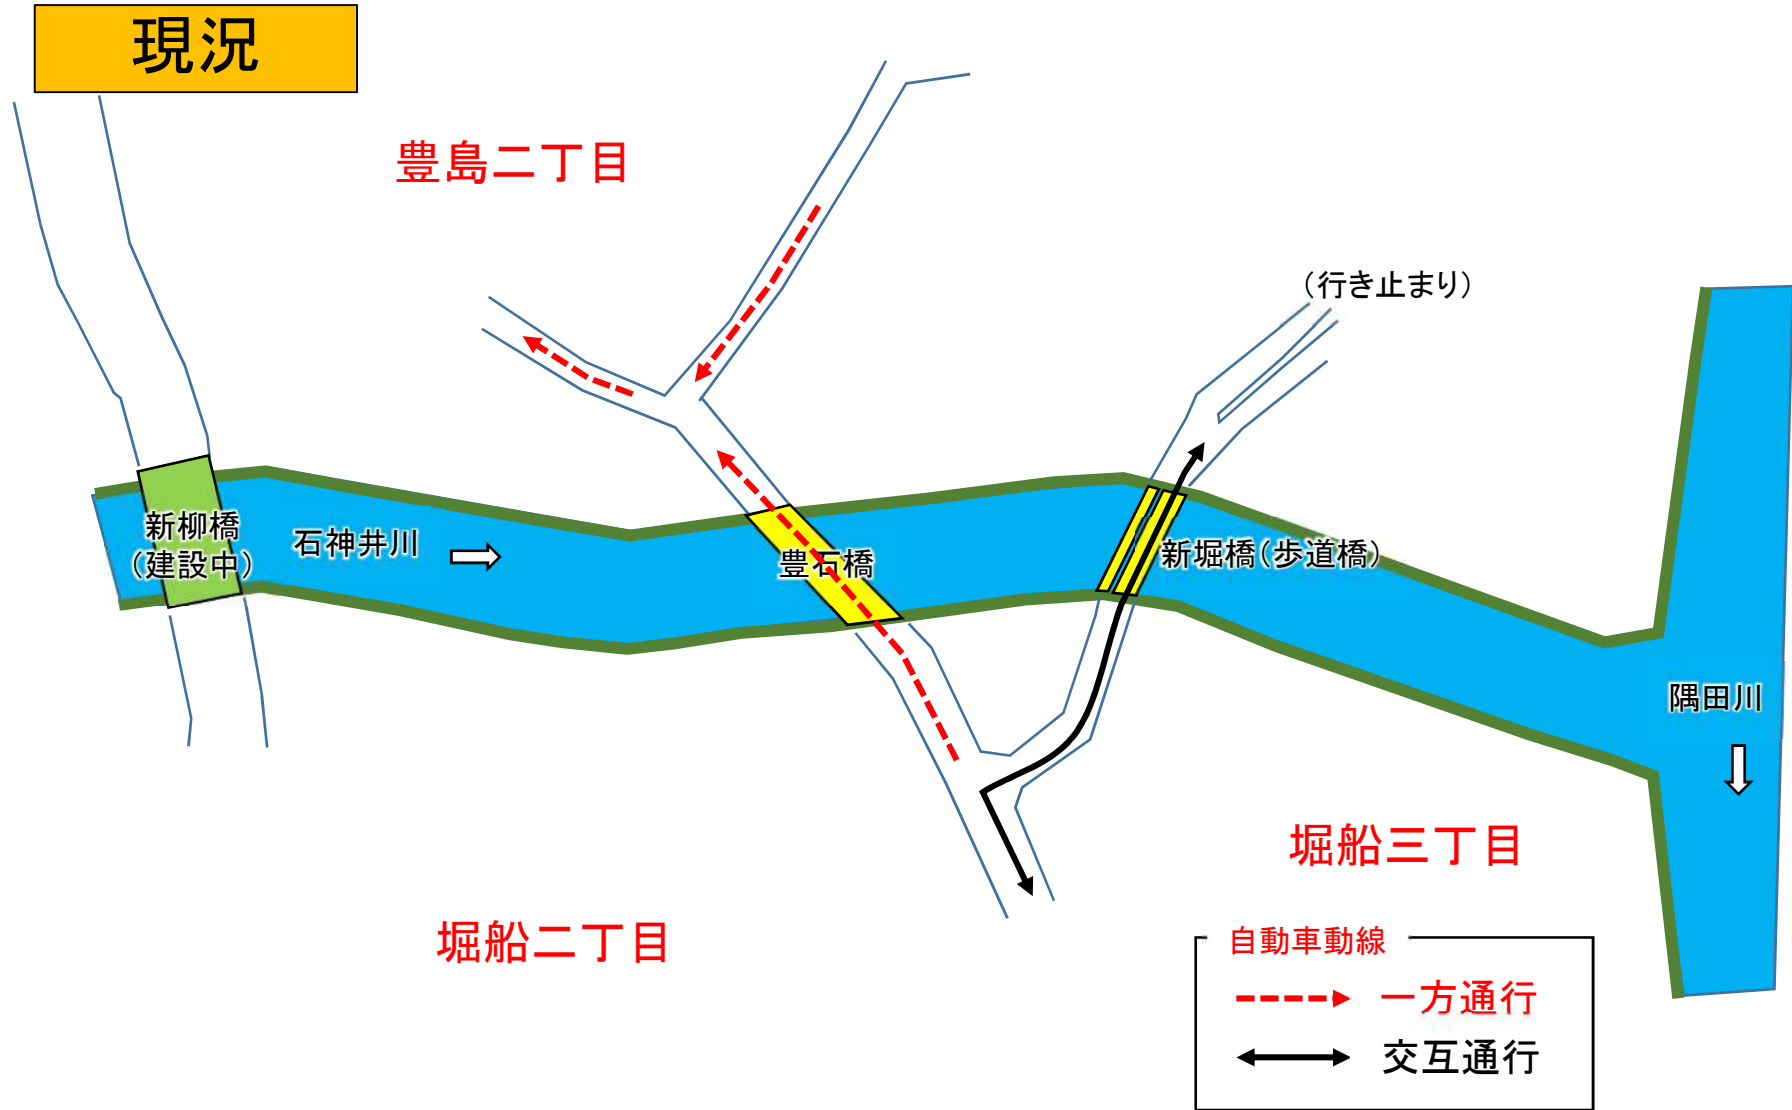 現況
豊島二丁目
（行き止まり）
新柳橋
（建設中）
石神井川
豊石橋
新堀橋（歩道橋）
隅田川
堀船三丁目
堀船二丁目
自動車動線
一方通行
交互通行